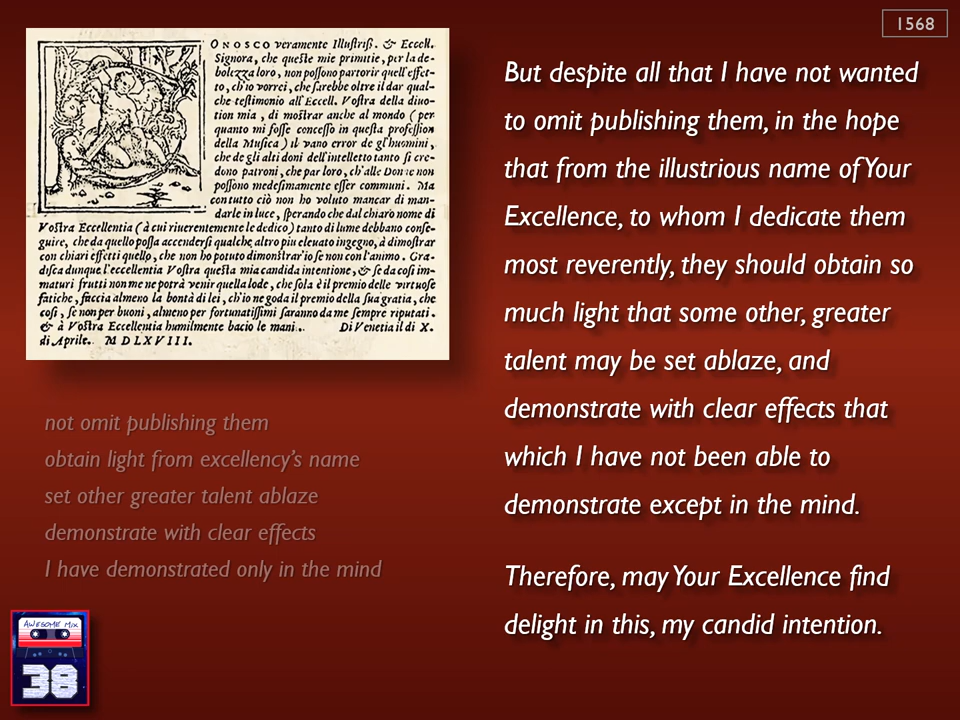 1568
ONOSCO veramente Illuſtriſs. & Eccell.
Signora, che queſte mie primitie, per la de-
bolezza loro, non poſſono partorir quell'effet-
to, ch'io vorrei, che ſarebbe oltre il dar qual-
che teſtimonio all'Eccell. Voſtra della diuo-
tion mia, di moſtrar anche al mondo (per
quanto mi foſſe conceſſo in queſta profeſſion
della Muſica) il vano error de gl'huomini,
che de gli alti doni dell'intelletto tanto ſi cre-
dono patroni, che par loro, ch'alle Donne non
poſſono medeſimamente eſſer communi. Ma
contutto ciò non ho voluto mancar di man-
darle in luce, ſperando che dal chiaro nome di
Voſtra Eccellentia (à cui riuerentemente le dedico) tanto di lume debbano conſe-
guire, che da quello poſſa accenderſi qualche altro piu eleuato ingegno, à dimoſtrar
con chiari effetti quello, che non ho potuto dimonſtrar'io ſe non con l'animo. Gra-
diſca dunque l'eccellentia Voſtra queſta mia candida intentione, & ſe da coſi im-
maturi frutti non me ne potrà venir quella lode, che ſola è il premio delle virtuoſe
fatiche, faccia almeno la bontà di lei, ch'io ne goda il premio della ſua gratia, che
coſi, ſe non per buoni, almeno per fortunatiſſimi ſaranno da me ſempre riputati.
& à Voſtra Eccellentia humilmente bacio le mani. Di Venetia il di X.
di Aprile. M D LXVIII.
But despite all that I have not wanted
to omit publishing them, in the hope
that from the illustrious name of Your
Excellence, to whom I dedicate them
most reverently, they should obtain so
much light that some other, greater
talent may be set ablaze, and
demonstrate with clear effects that
which I have not been able to
demonstrate except in the mind.
Therefore, may Your Excellence find
delight in this, my candid intention.
not omit publishing them
obtain light from excellency's name
set other greater talent ablaze
demonstrate with clear effects
I have demonstrated only in the mind
AWESOME MIX
38